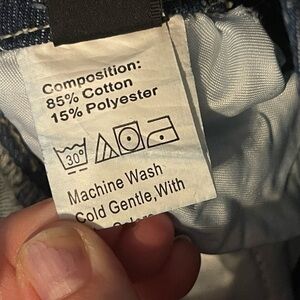 Composition:
85% Cotton
15% Polyester
30°
Machine Wash
Cold Gentle,With